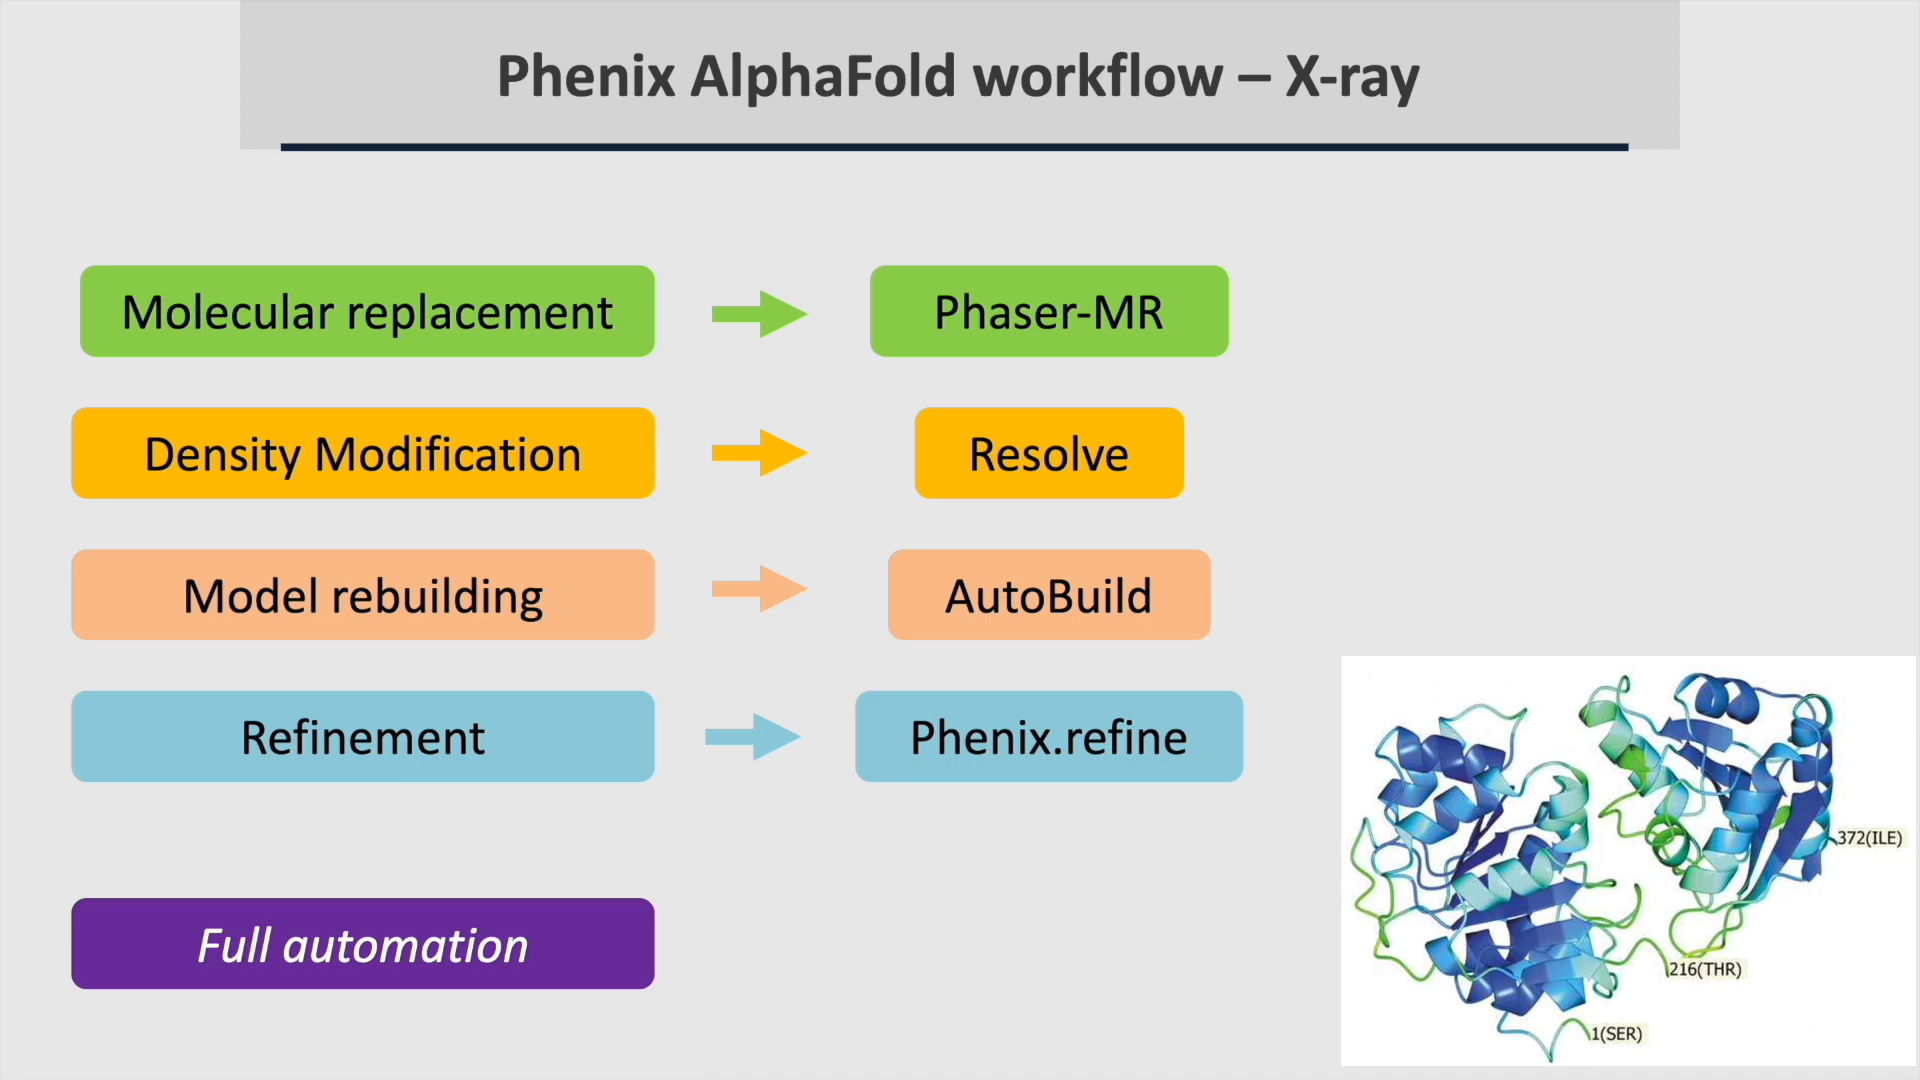 Phenix AlphaFold workflow – X-ray
Molecular replacement
Phaser-MR
Density Modification
Resolve
Model rebuilding
AutoBuild
Refinement
Phenix.refine
Full automation
372(ILE)
216(THR)
1(SER)